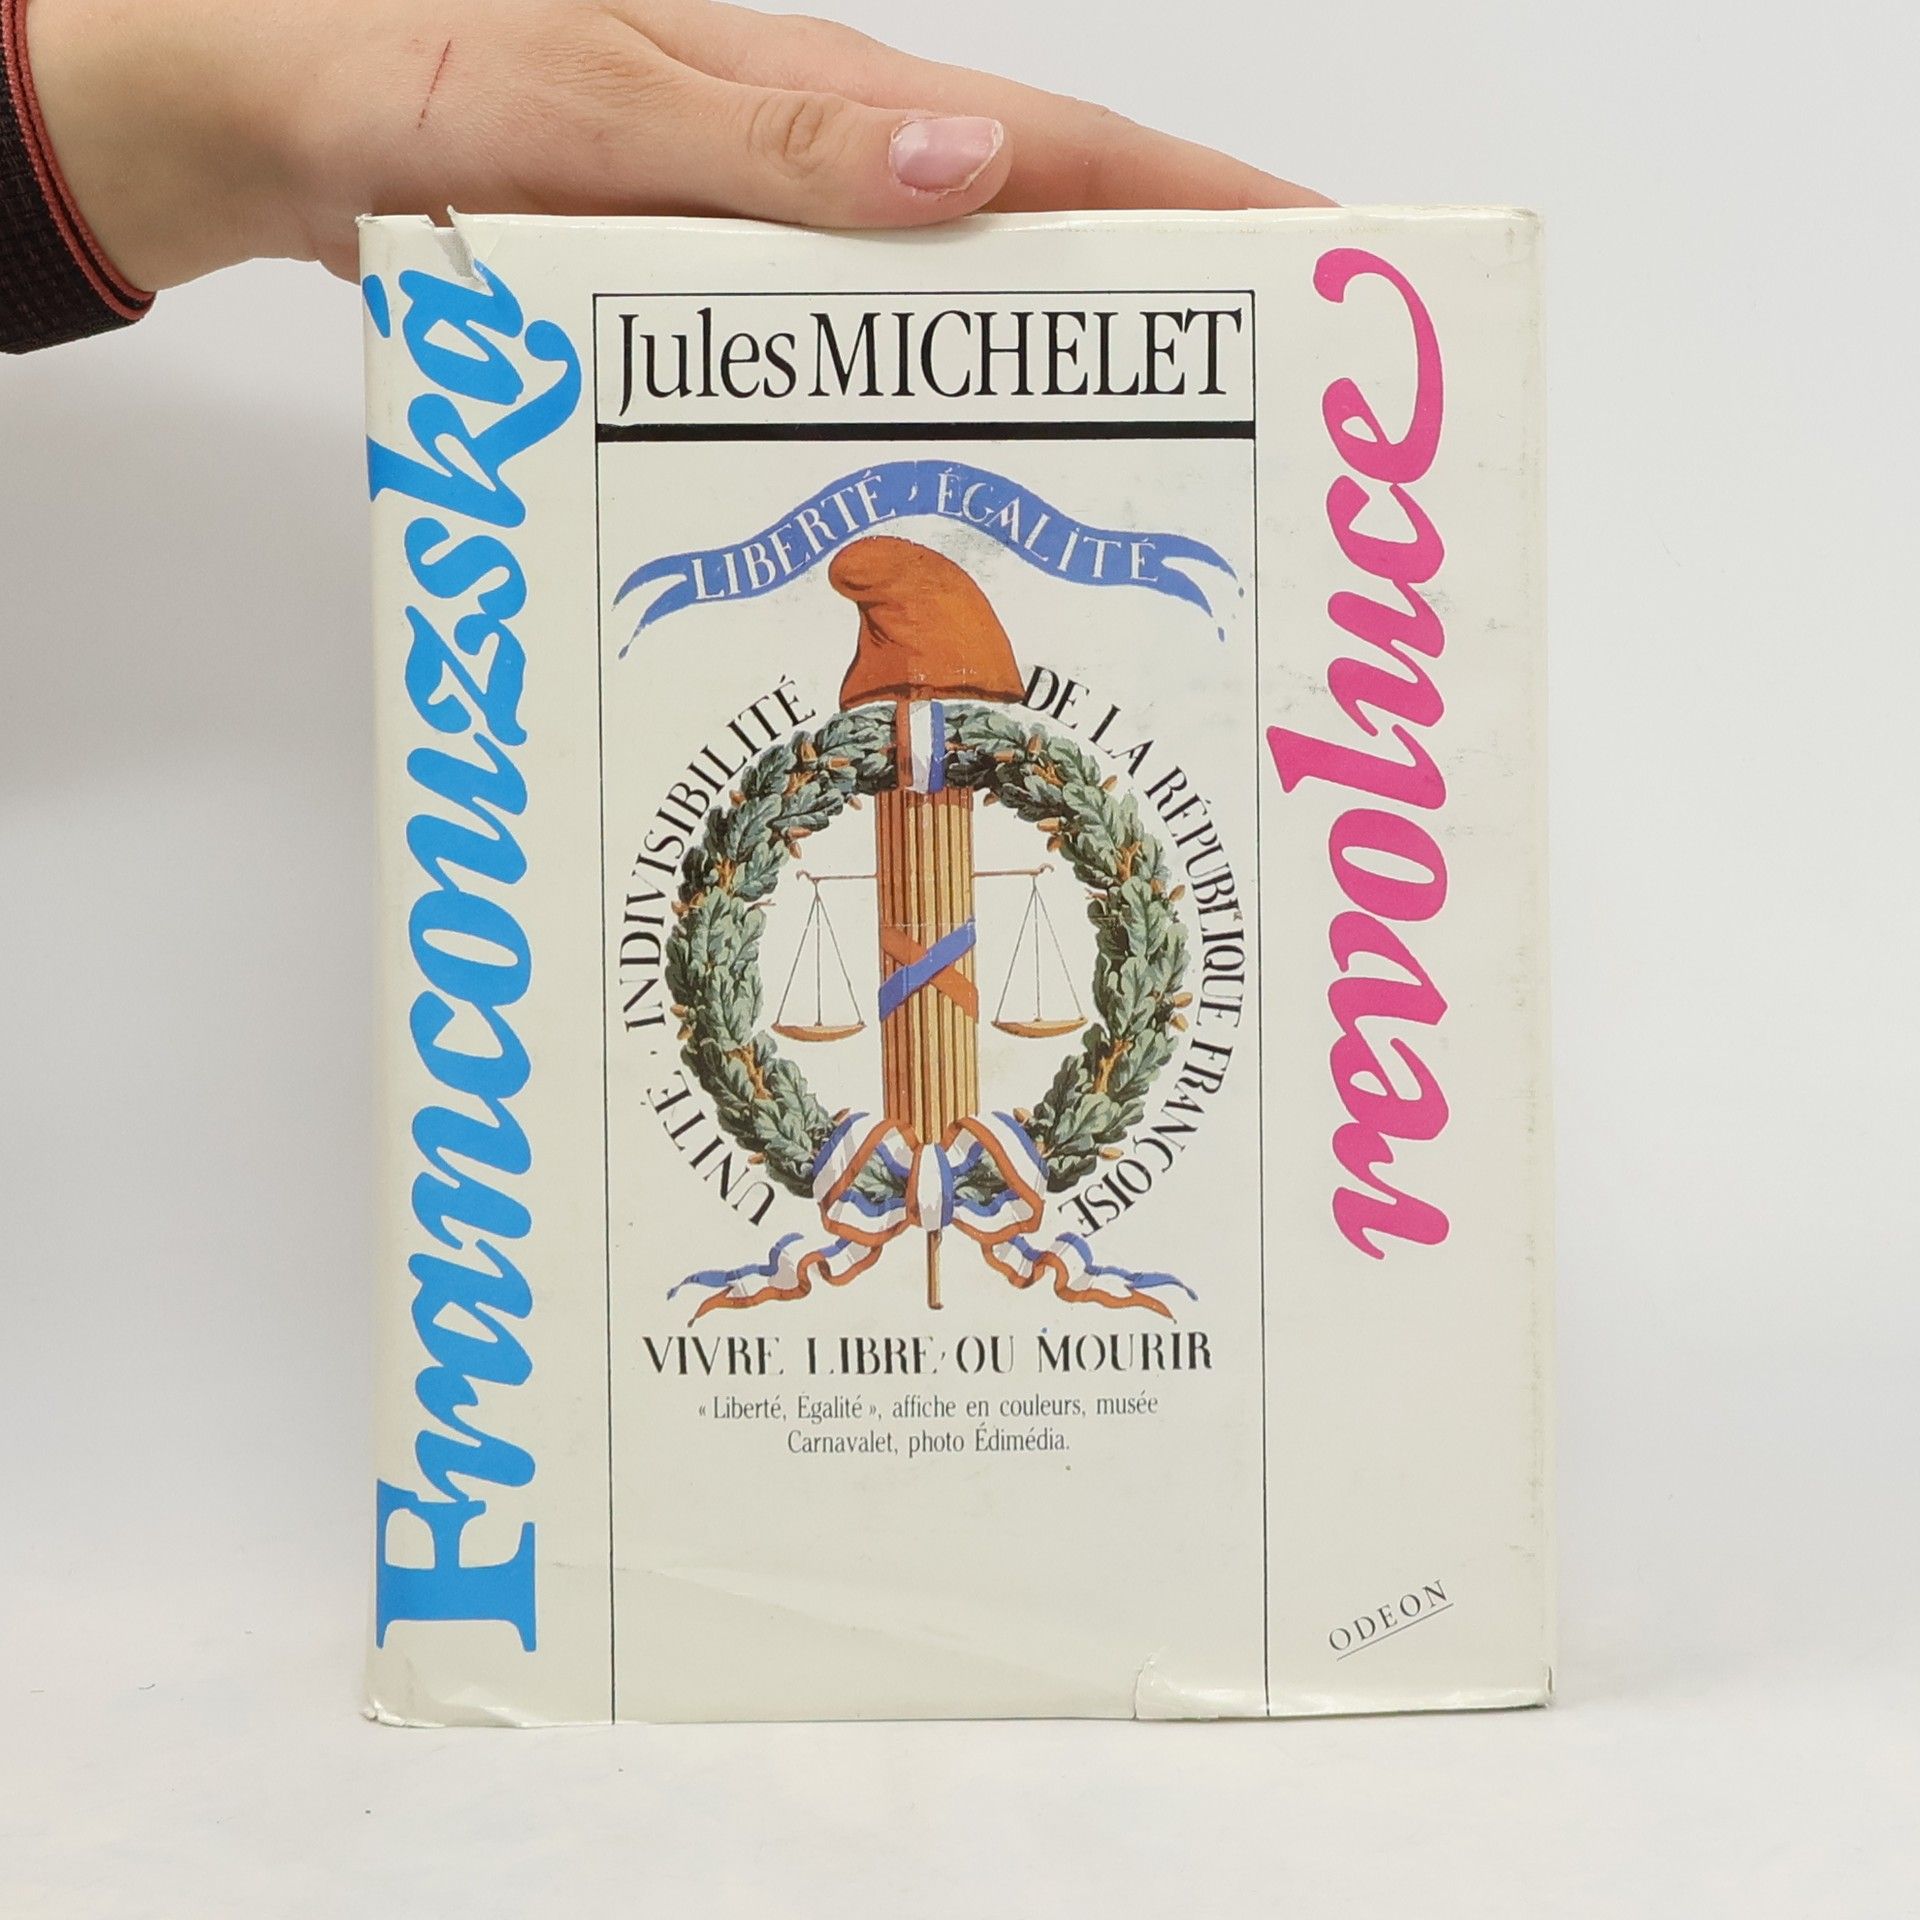 Francouzská
Jules MICHELET
LIBERTÉ, ÉGALITÉ
UNITÉ. INDIVISIBILITÉ
DE LA RÉPUBLIQUE FRANÇOISE
VIVRE LIBRE, OU MOURIR
« Liberté, Égalité », affiche en couleurs, musée
Carnavalet, photo Édimédia.
revoluce
ODEON